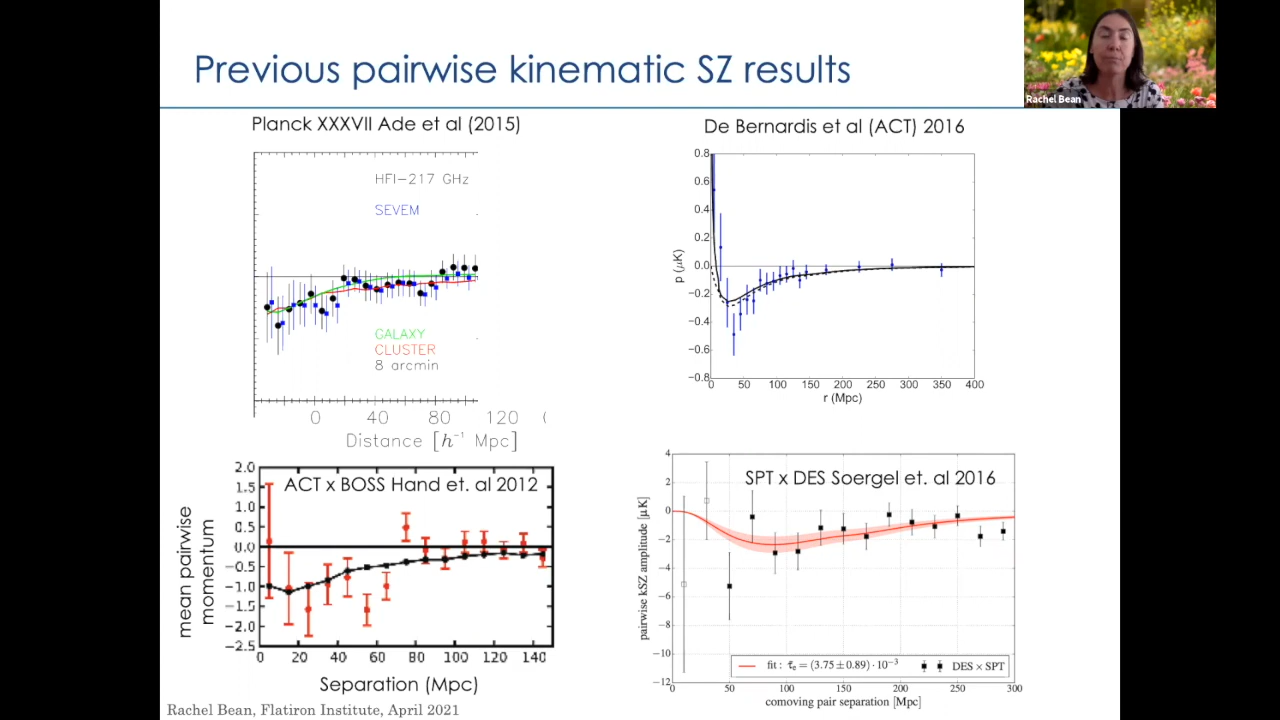 Previous pairwise kinematic SZ results
Rachel Bean
Planck XXXVII Ade et al (2015)
HFI-217 GHz
SEVEM
GALAXY
CLUSTER
8 arcmin
0 40 80 120 (
Distance [h⁻¹ Mpc]
De Bernardis et al (ACT) 2016
0.8
0.6
0.4
0.2
0.0
−0.2
−0.4
−0.6
−0.8
p (μK)
0 50 100 150 200 250 300 350 400
r (Mpc)
ACT x BOSS Hand et. al 2012
2.0
1.5
1.0
0.5
0.0
−0.5
−1.0
−1.5
−2.0
−2.5
mean pairwise
momentum
0 20 40 60 80 100 120 140
Separation (Mpc)
SPT x DES Soergel et. al 2016
4
2
0
−2
−4
−6
−8
−10
−12
pairwise kSZ amplitude [μK]
fit : τ̄e = (3.75 ± 0.89) · 10⁻³ DES × SPT
0 50 100 150 200 250 300
comoving pair separation [Mpc]
Rachel Bean, Flatiron Institute, April 2021